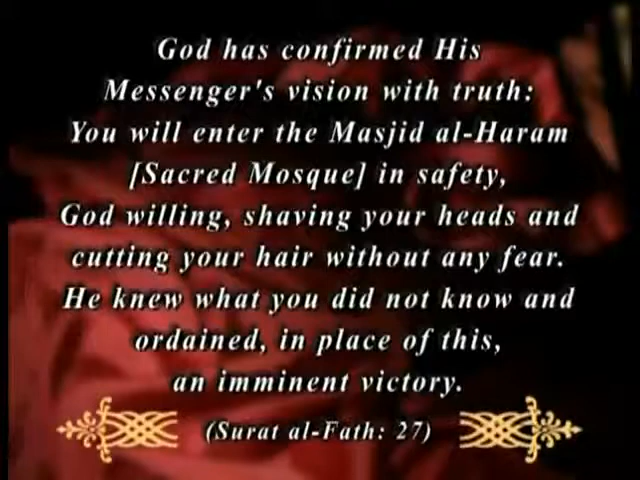 God has confirmed His
Messenger's vision with truth:
You will enter the Masjid al-Haram
[Sacred Mosque] in safety,
God willing, shaving your heads and
cutting your hair without any fear.
He knew what you did not know and
ordained, in place of this,
an imminent victory.
(Surat al-Fath: 27)